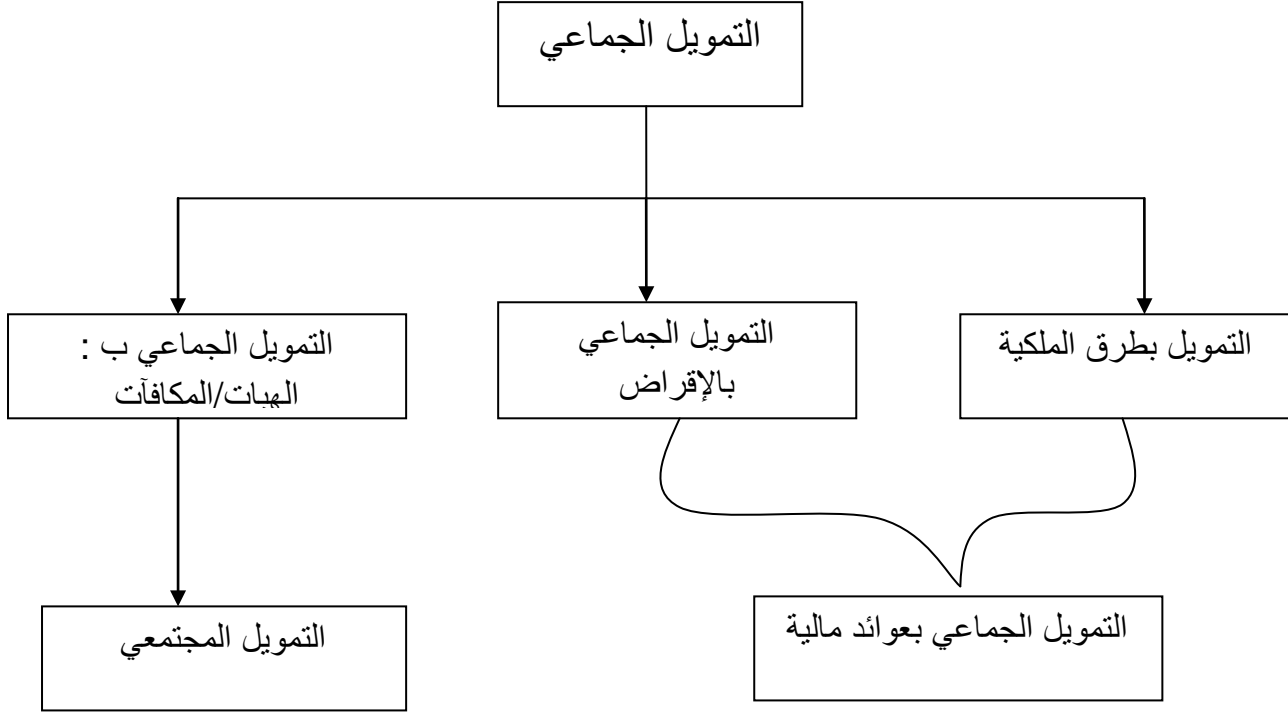 التمويل الجماعي
التمويل بطرق الملكية
التمويل الجماعي
بالإقراض
التمويل الجماعي ب :
الهبات/المكافآت
التمويل الجماعي بعوائد مالية
التمويل المجتمعي